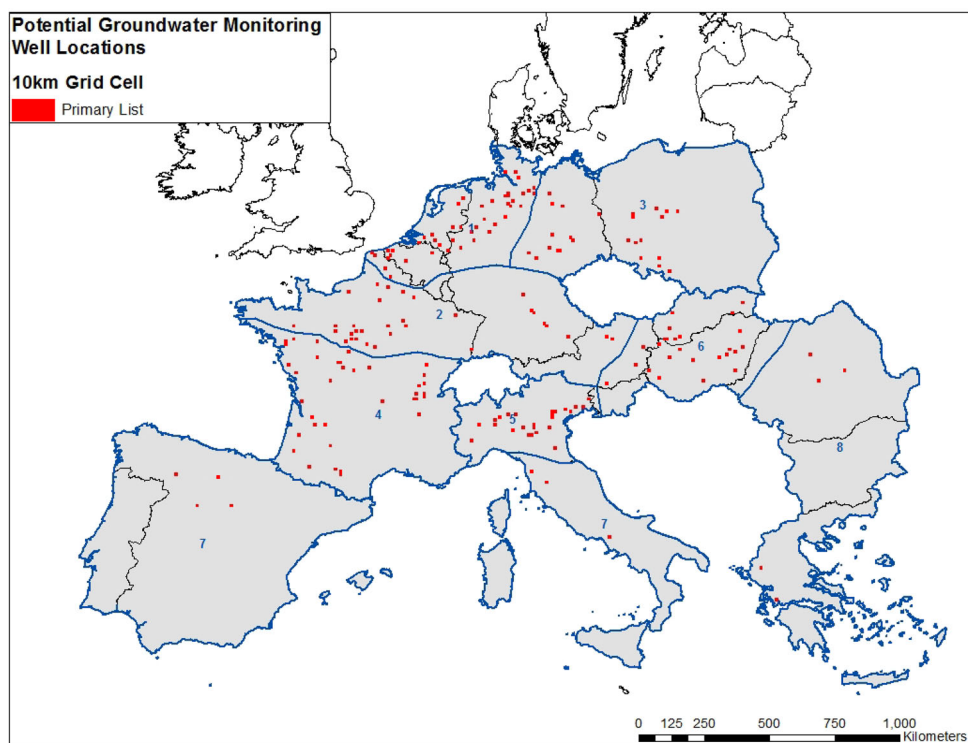 Potential Groundwater Monitoring
Well Locations
10km Grid Cell
Primary List
3
1
2
6
4
5
8
7
7
0 125 250 500 750 1,000
Kilometers